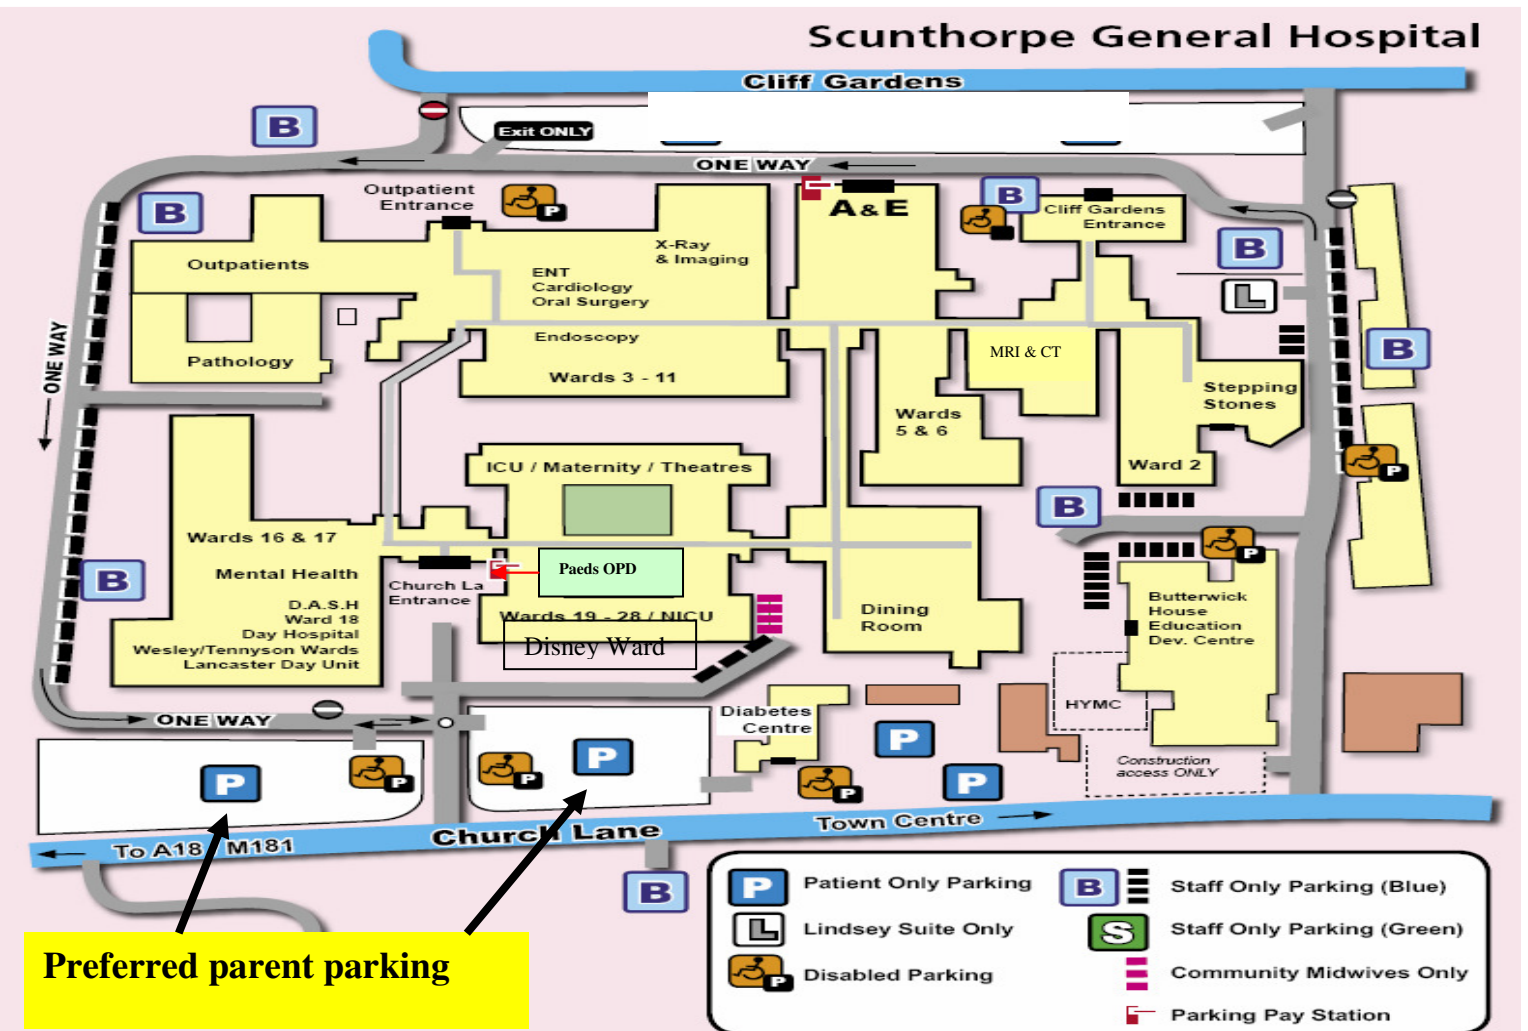 Scunthorpe General Hospital
Cliff Gardens
B
Exit ONLY
ONE WAY
Outpatient
Entrance
P
B
A & E
B
Cliff Gardens
Entrance
B
L
B
X-Ray
& Imaging
Outpatients
ENT
Cardiology
Oral Surgery
Endoscopy
Wards 3 - 11
Pathology
ONE WAY
MRI & CT
Stepping
Stones
Wards
5 & 6
Ward 2
P
B
P
ICU / Maternity / Theatres
Wards 16 & 17
Mental Health
D.A.S.H
Ward 18
Day Hospital
Wesley/Tennyson Wards
Lancaster Day Unit
B
Church La
Entrance
Paeds OPD
Wards 19 - 28 / NICU
Disney Ward
Dining
Room
Butterwick
House
Education
Dev. Centre
HYMC
Construction
access ONLY
Diabetes
Centre
ONE WAY
P
P
P
P
P
P
P
To A18 / M181
Church Lane
Town Centre
B
Preferred parent parking
P Patient Only Parking
L Lindsey Suite Only
P Disabled Parking
B Staff Only Parking (Blue)
S Staff Only Parking (Green)
Community Midwives Only
Parking Pay Station